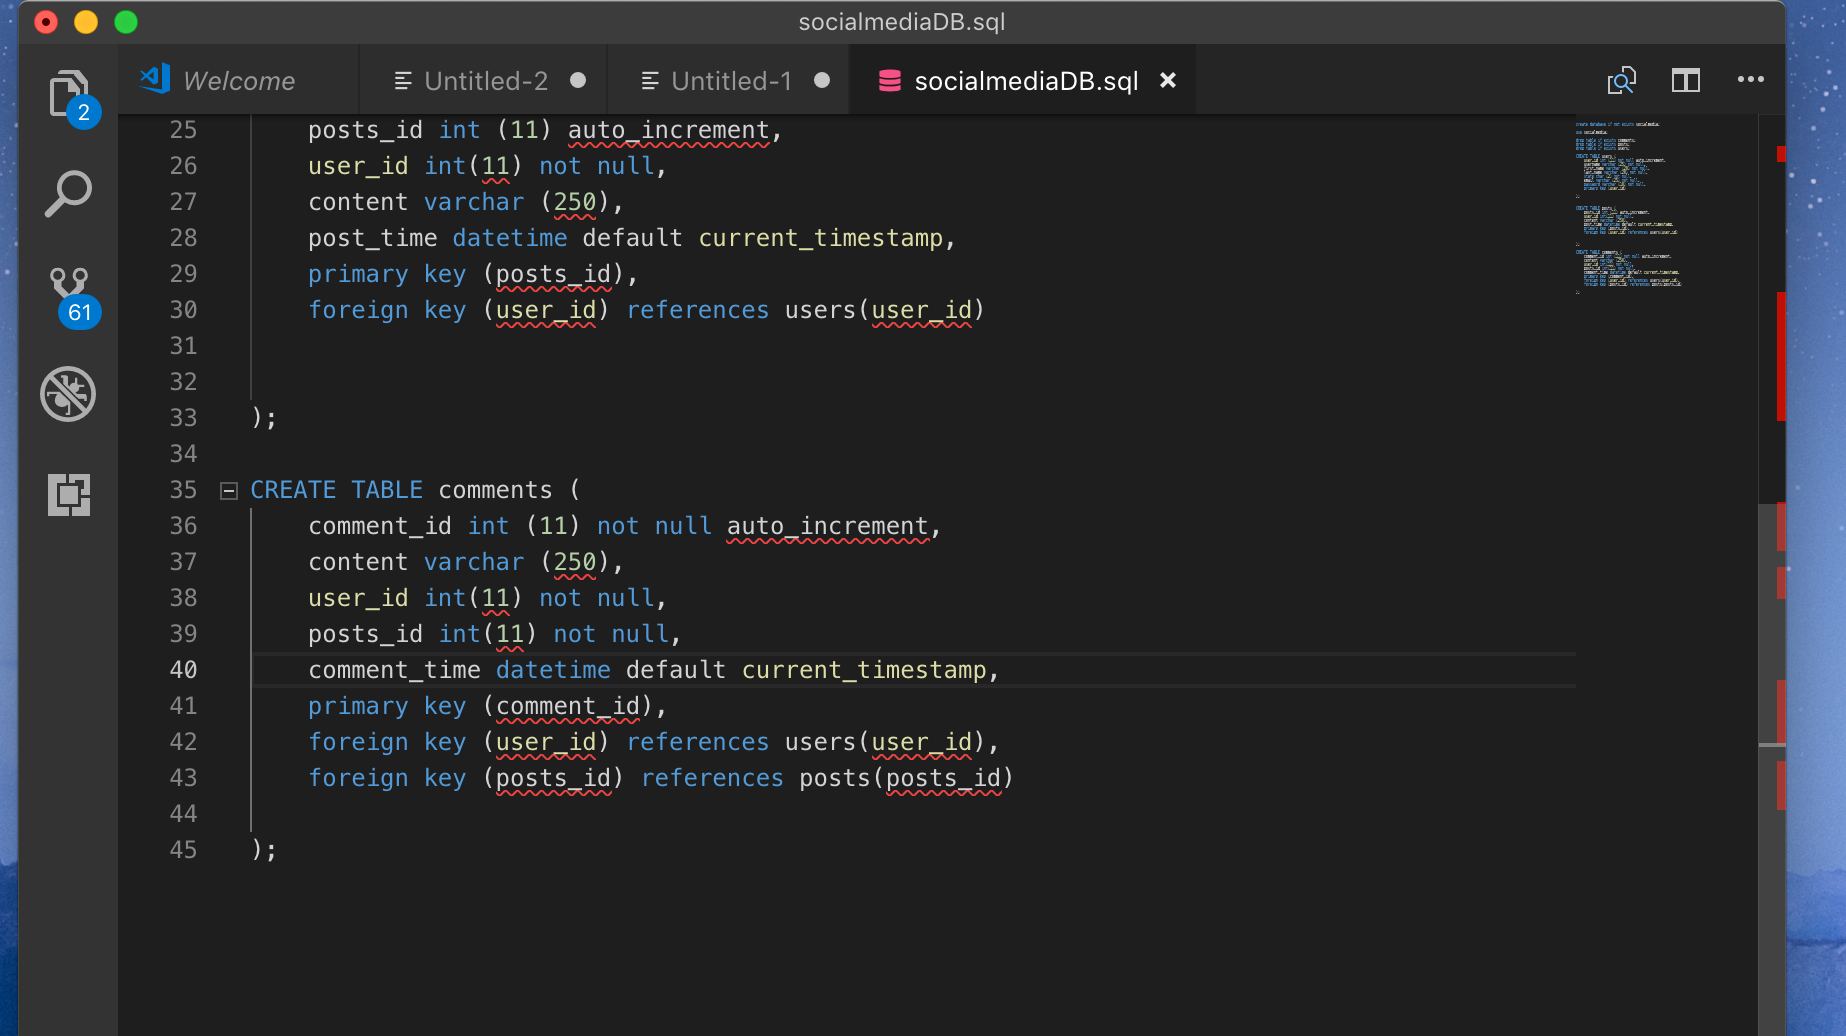 socialmediaDB.sql
Welcome
Untitled-2
Untitled-1
socialmediaDB.sql
2
61
25 posts_id int (11) auto_increment,
26 user_id int(11) not null,
27 content varchar (250),
28 post_time datetime default current_timestamp,
29 primary key (posts_id),
30 foreign key (user_id) references users(user_id)
31
32
33 );
34
35 CREATE TABLE comments (
36 comment_id int (11) not null auto_increment,
37 content varchar (250),
38 user_id int(11) not null,
39 posts_id int(11) not null,
40 comment_time datetime default current_timestamp,
41 primary key (comment_id),
42 foreign key (user_id) references users(user_id),
43 foreign key (posts_id) references posts(posts_id)
44
45 );